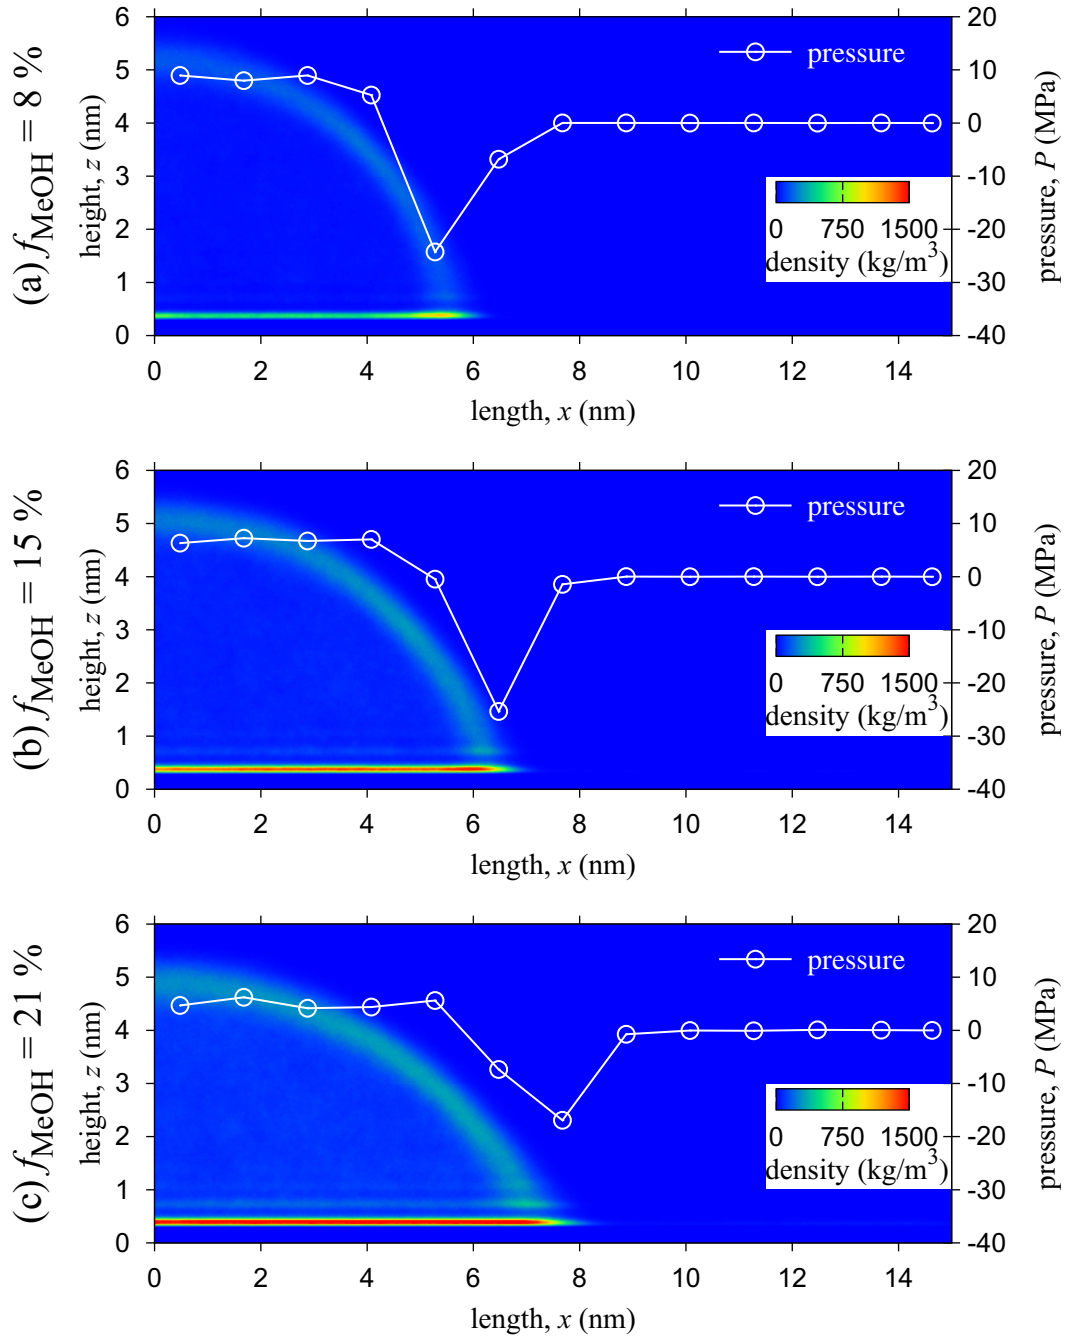 (a) fMeOH = 8 %
6
5
4
3
2
1
0
height, z (nm)
0 2 4 6 8 10 12 14
length, x (nm)
20
10
0
-10
-20
-30
-40
pressure, P (MPa)
pressure
0 750 1500
density (kg/m3)
(b) fMeOH = 15 %
6
5
4
3
2
1
0
height, z (nm)
0 2 4 6 8 10 12 14
length, x (nm)
20
10
0
-10
-20
-30
-40
pressure, P (MPa)
pressure
0 750 1500
density (kg/m3)
(c) fMeOH = 21 %
6
5
4
3
2
1
0
height, z (nm)
0 2 4 6 8 10 12 14
length, x (nm)
20
10
0
-10
-20
-30
-40
pressure, P (MPa)
pressure
0 750 1500
density (kg/m3)